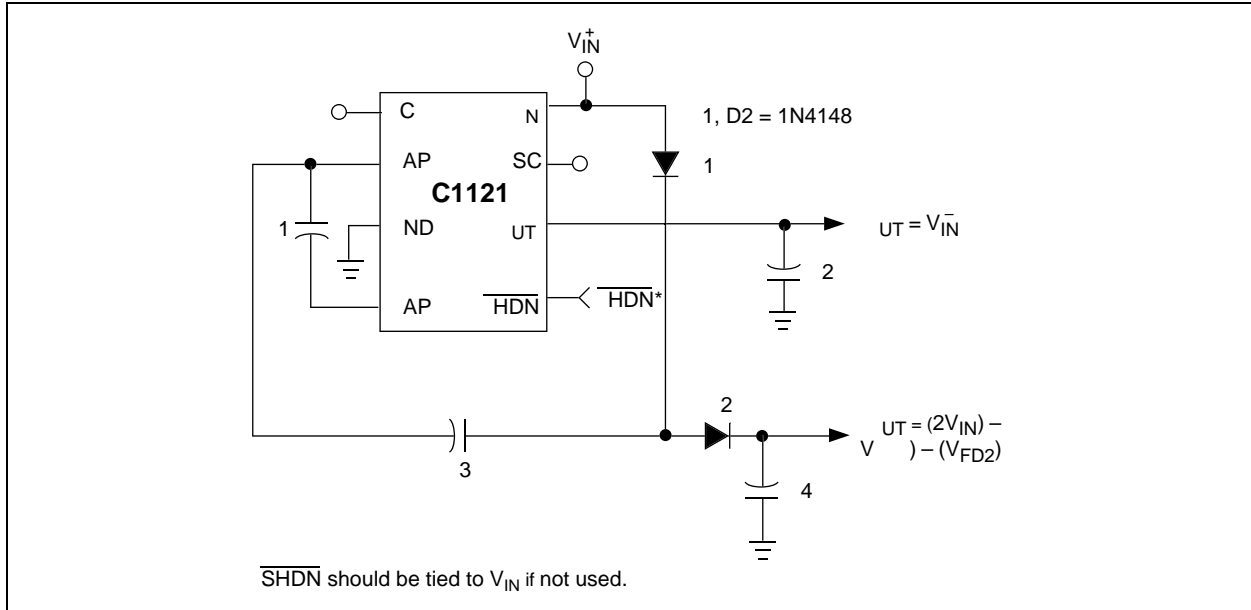 V+IN
C
N
1, D2 = 1N4148
AP
SC
1
C1121
1
ND
UT
UT = V–IN
2
AP
HDN
HDN*
2
3
UT = (2VIN) –
V
) – (VFD2)
4
SHDN should be tied to VIN if not used.